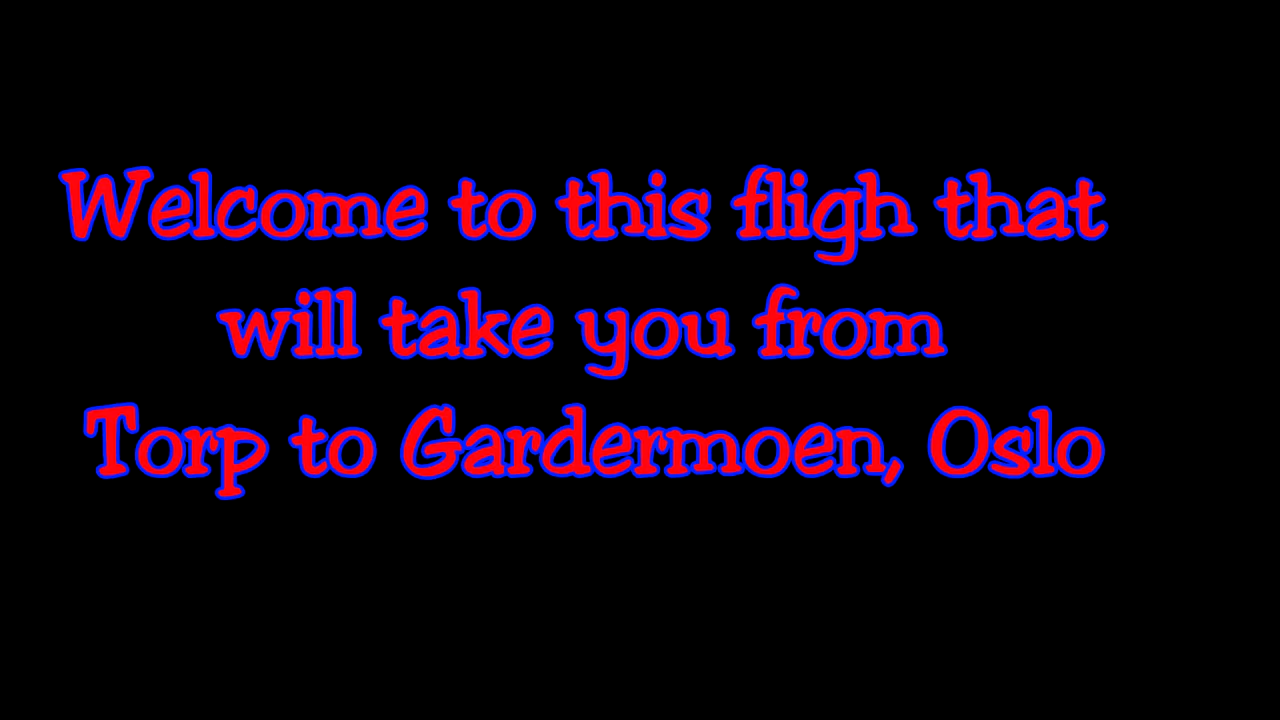 Welcome to this fligh that
will take you from
Torp to Gardermoen, Oslo